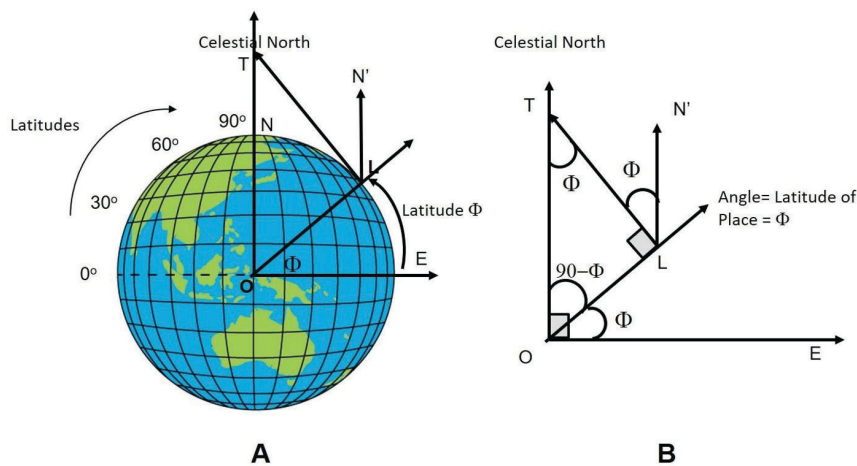 Celestial North
T
N'
90°
N
Latitudes
60°
L
30°
Latitude Φ
E
Φ
0°
O
A
Celestial North
T
N'
Φ
Φ
Angle= Latitude of
Place = Φ
L
90–Φ
Φ
O
E
B